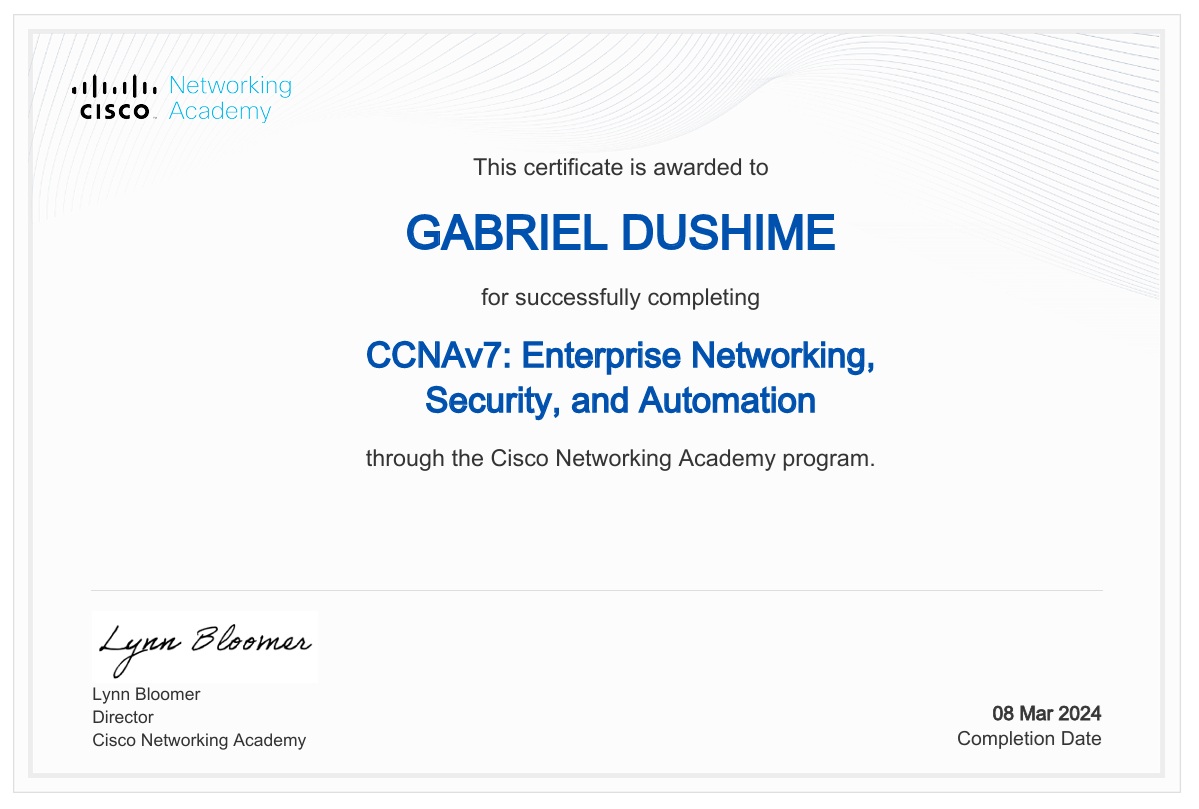 Networking
Academy
CISCO
This certificate is awarded to
GABRIEL DUSHIME
for successfully completing
CCNAv7: Enterprise Networking,
Security, and Automation
through the Cisco Networking Academy program.
Lynn Bloomer
Lynn Bloomer
Director
Cisco Networking Academy
08 Mar 2024
Completion Date